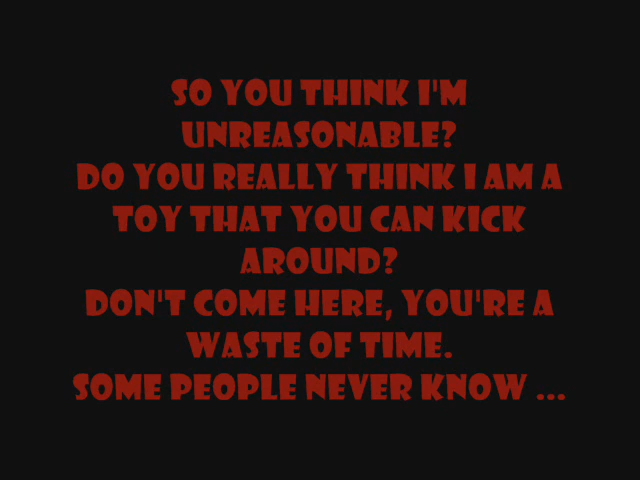 SO YOU THINK I'M
UNREASONABLE?
DO YOU REALLY THINK I AM A
TOY THAT YOU CAN KICK
AROUND?
DON'T COME HERE, YOU'RE A
WASTE OF TIME.
SOME PEOPLE NEVER KNOW ...